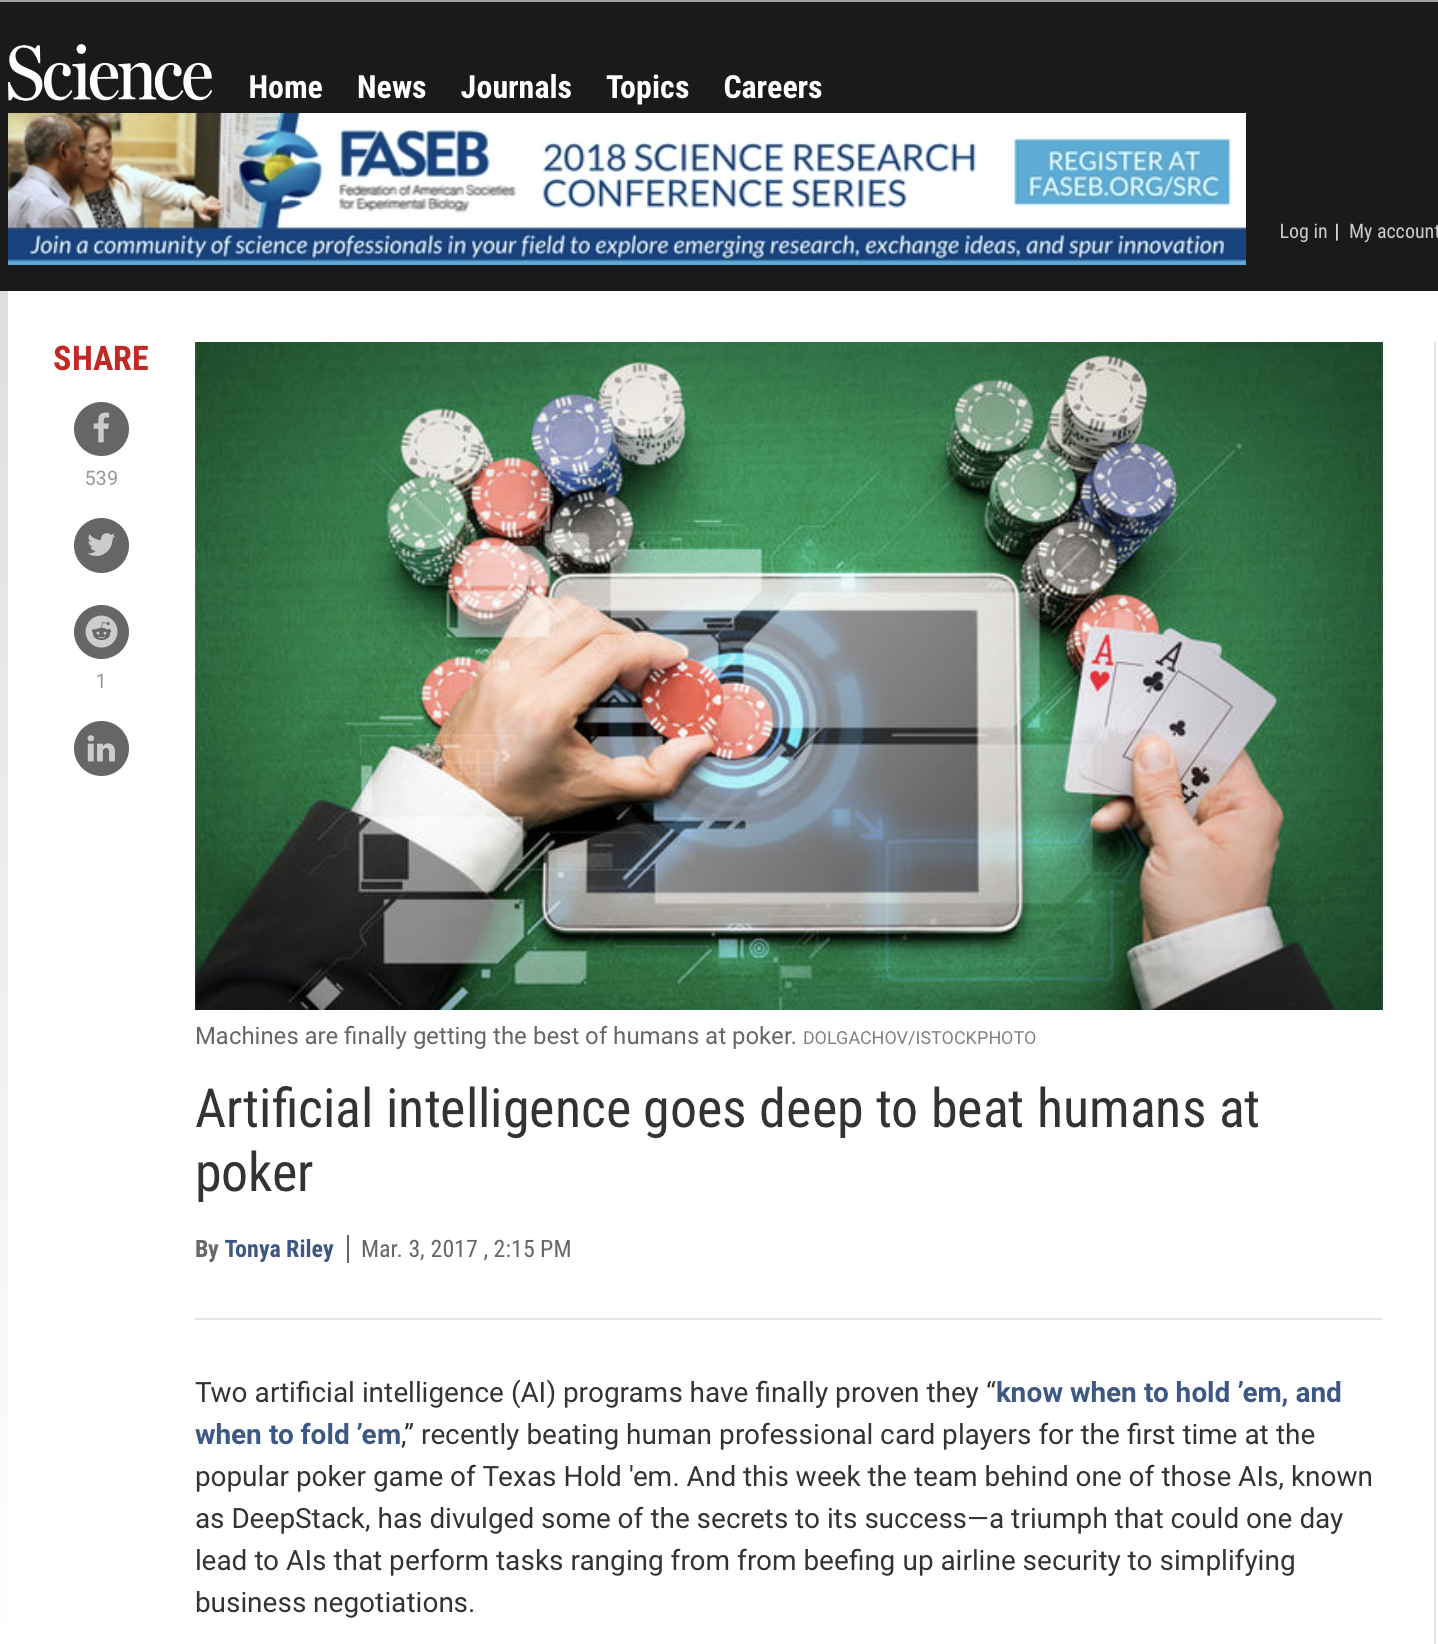 Science
Home News Journals Topics Careers
FASEB
Federation of American Societies
for Experimental Biology
2018 SCIENCE RESEARCH
CONFERENCE SERIES
REGISTER AT
FASEB.ORG/SRC
Join a community of science professionals in your field to explore emerging research, exchange ideas, and spur innovation
Log in | My account
SHARE
539
1
in
A
A
A
Machines are finally getting the best of humans at poker. DOLGACHOV/ISTOCKPHOTO
Artificial intelligence goes deep to beat humans at
poker
By Tonya Riley | Mar. 3, 2017 , 2:15 PM
Two artificial intelligence (AI) programs have finally proven they “know when to hold ’em, and
when to fold ’em,” recently beating human professional card players for the first time at the
popular poker game of Texas Hold 'em. And this week the team behind one of those AIs, known
as DeepStack, has divulged some of the secrets to its success—a triumph that could one day
lead to AIs that perform tasks ranging from from beefing up airline security to simplifying
business negotiations.